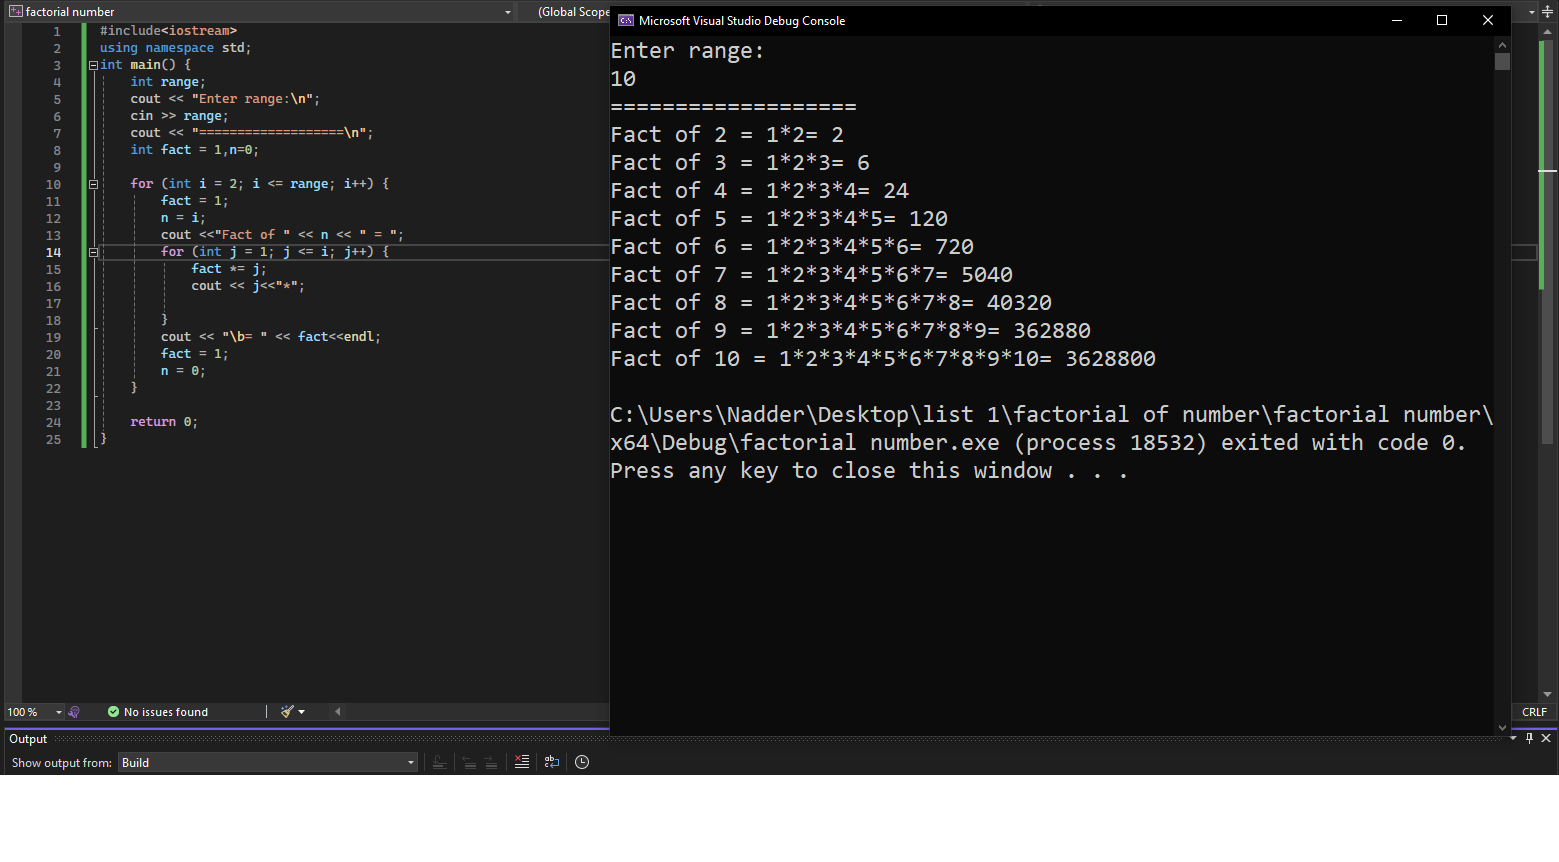 factorial number
(Global Scope
1 #include<iostream>
2 using namespace std;
3 int main() {
4     int range;
5     cout << "Enter range:\n";
6     cin >> range;
7     cout << "===================\n";
8     int fact = 1,n=0;
9
10     for (int i = 2; i <= range; i++) {
11         fact = 1;
12         n = i;
13         cout <<"Fact of " << n << " = ";
14         for (int j = 1; j <= i; j++) {
15             fact *= j;
16             cout << j<<"*";
17
18         }
19         cout << "\b= " << fact<<endl;
20         fact = 1;
21         n = 0;
22     }
23
24     return 0;
25 }
100 %
No issues found
Microsoft Visual Studio Debug Console
Enter range:
10
===================
Fact of 2 = 1*2= 2
Fact of 3 = 1*2*3= 6
Fact of 4 = 1*2*3*4= 24
Fact of 5 = 1*2*3*4*5= 120
Fact of 6 = 1*2*3*4*5*6= 720
Fact of 7 = 1*2*3*4*5*6*7= 5040
Fact of 8 = 1*2*3*4*5*6*7*8= 40320
Fact of 9 = 1*2*3*4*5*6*7*8*9= 362880
Fact of 10 = 1*2*3*4*5*6*7*8*9*10= 3628800
C:\Users\Nadder\Desktop\list 1\factorial of number\factorial number\
x64\Debug\factorial number.exe (process 18532) exited with code 0.
Press any key to close this window . . .
CRLF
Output
Show output from: Build